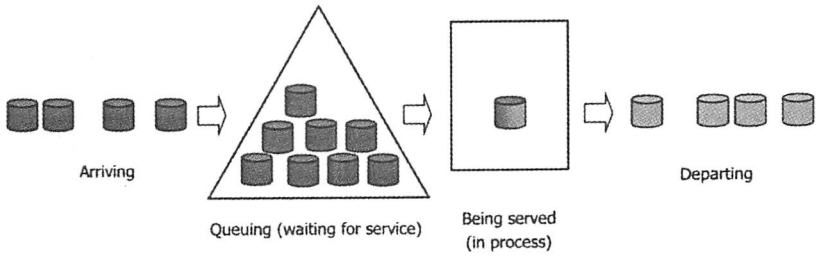 Arriving
Queuing (waiting for service)
Being served
(in process)
Departing